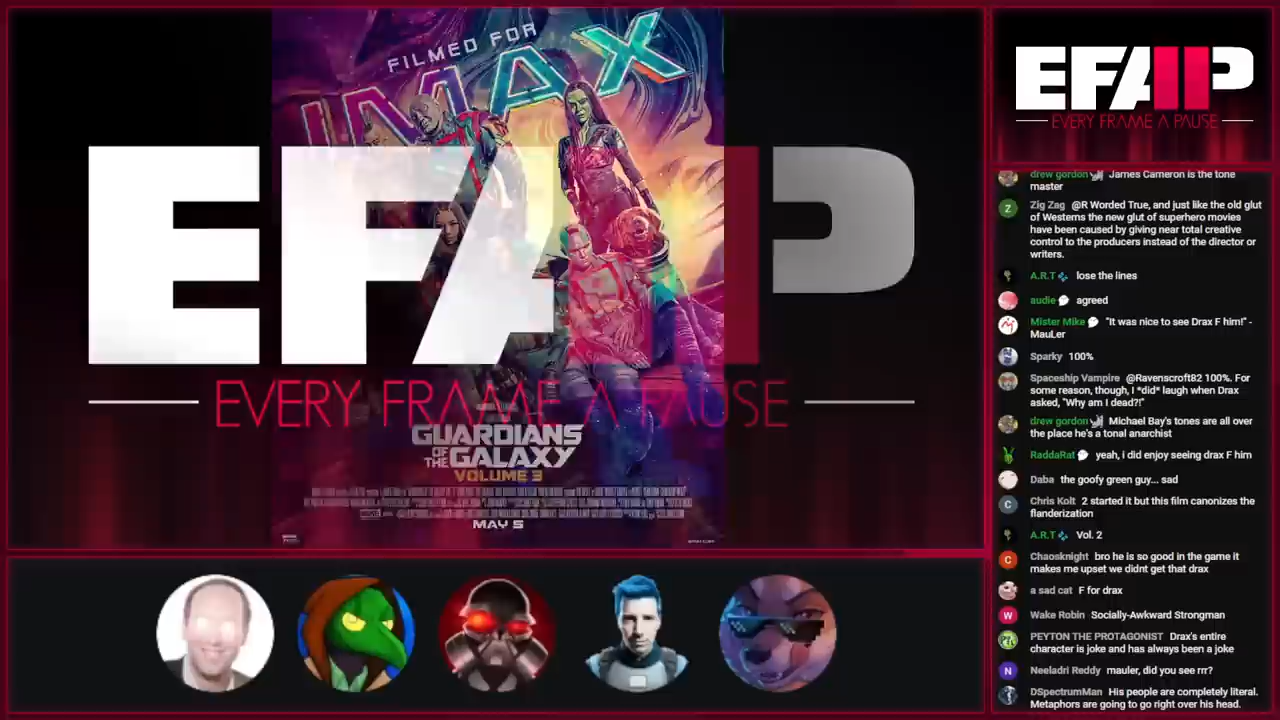 FILMED FOR
IMAX
EFAP
EVERY FRAME A PAUSE
GUARDIANS
OF THE GALAXY
VOLUME 3
MAY 5
EFAP
EVERY FRAME A PAUSE
drew gordon James Cameron is the tone
master
Zig Zag @R Worded True, and just like the old glut
of Westerns the new glut of superhero movies
have been caused by giving near total creative
control to the producers instead of the director or
writers.
A.R.T lose the lines
audie agreed
Mister Mike "It was nice to see Drax F him!" -
MauLer
Sparky 100%
Spaceship Vampire @Ravenscroft82 100%. For
some reason, though, I *did* laugh when Drax
asked, "Why am I dead?!"
drew gordon Michael Bay's tones are all over
the place he's a tonal anarchist
RaddaRat yeah, i did enjoy seeing drax F him
Daba the goofy green guy... sad
Chris Kolt 2 started it but this film canonizes the
flanderization
A.R.T Vol. 2
Chaosknight bro he is so good in the game it
makes me upset we didnt get that drax
a sad cat F for drax
Wake Robin Socially-Awkward Strongman
PEYTON THE PROTAGONIST Drax's entire
character is joke and has always been a joke
Neeladri Reddy mauler, did you see rrr?
DSpectrumMan His people are completely literal.
Metaphors are going to go right over his head.